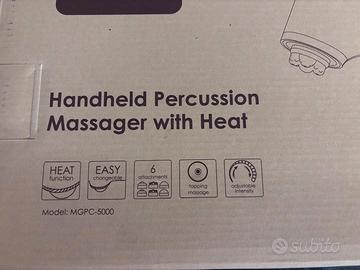 Handheld Percussion
Massager with Heat
HEAT
function
EASY
changeable
6
attachments
tapping
massage
adjustable
intensity
Model: MGPC-5000
subito